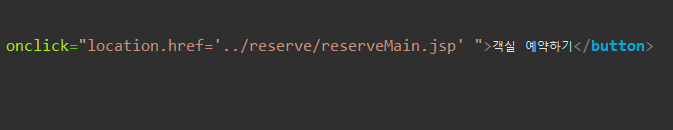 onclick="location.href='../reserve/reserveMain.jsp' ">객실 예약하기</button>